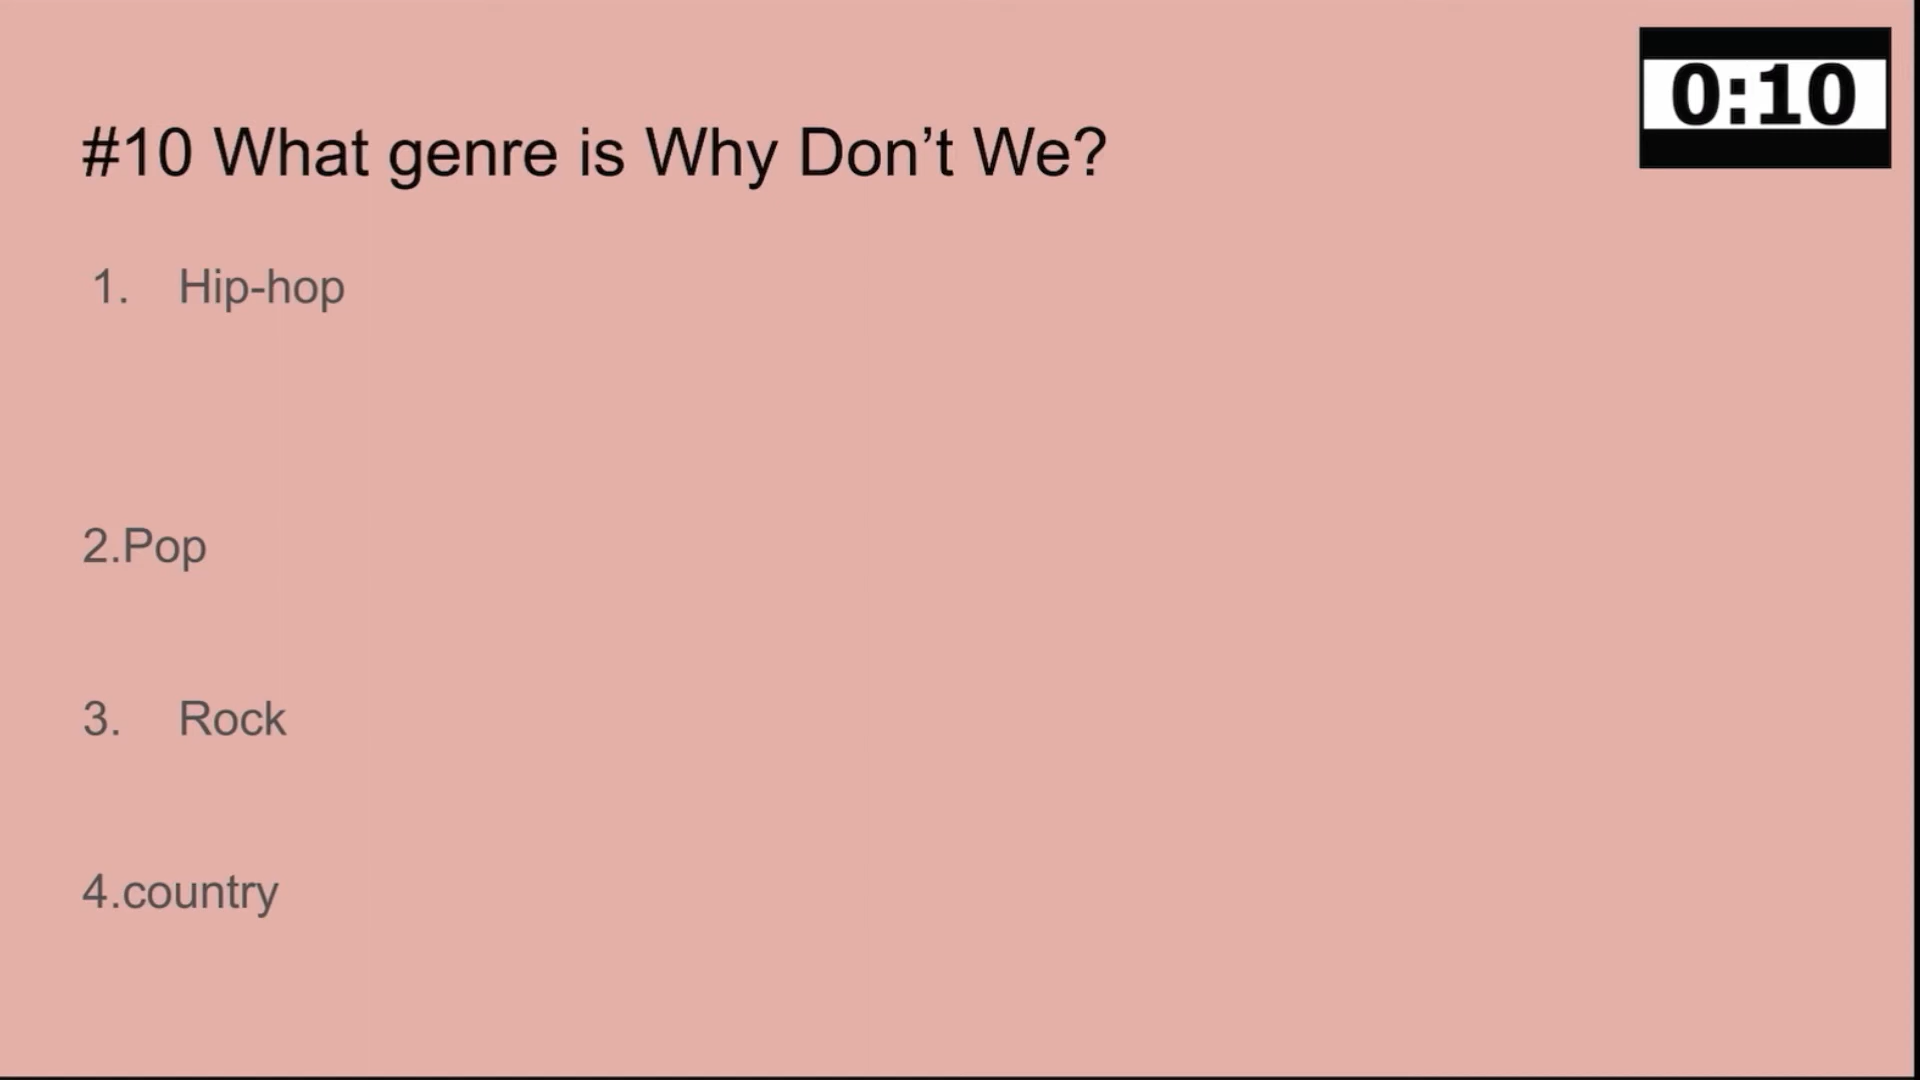 0:10
#10 What genre is Why Don’t We?
1. Hip-hop
2.Pop
3. Rock
4.country